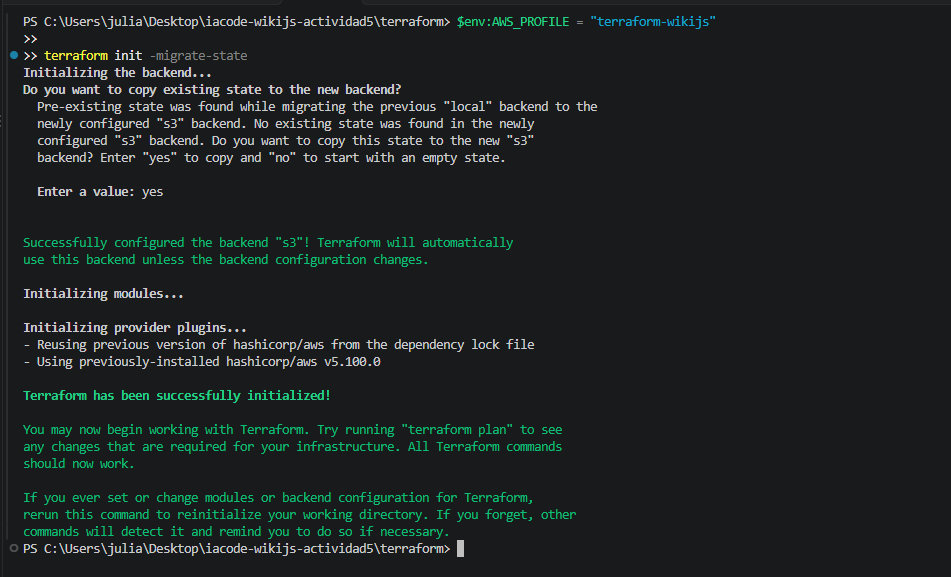 PS C:\Users\julia\Desktop\iacode-wikijs-actividad5\terraform> $env:AWS_PROFILE = "terraform-wikijs"
>>
>> terraform init -migrate-state
Initializing the backend...
Do you want to copy existing state to the new backend?
  Pre-existing state was found while migrating the previous "local" backend to the
  newly configured "s3" backend. No existing state was found in the newly
  configured "s3" backend. Do you want to copy this state to the new "s3"
  backend? Enter "yes" to copy and "no" to start with an empty state.

  Enter a value: yes


Successfully configured the backend "s3"! Terraform will automatically
use this backend unless the backend configuration changes.

Initializing modules...

Initializing provider plugins...
- Reusing previous version of hashicorp/aws from the dependency lock file
- Using previously-installed hashicorp/aws v5.100.0

Terraform has been successfully initialized!

You may now begin working with Terraform. Try running "terraform plan" to see
any changes that are required for your infrastructure. All Terraform commands
should now work.

If you ever set or change modules or backend configuration for Terraform,
rerun this command to reinitialize your working directory. If you forget, other
commands will detect it and remind you to do so if necessary.
PS C:\Users\julia\Desktop\iacode-wikijs-actividad5\terraform>